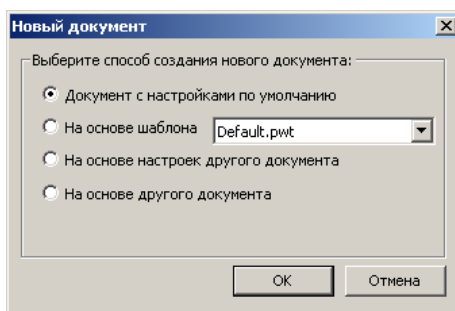 Новый документ
Выберите способ создания нового документа:
Документ с настройками по умолчанию
На основе шаблона Default.pwt
На основе настроек другого документа
На основе другого документа
OK Отмена